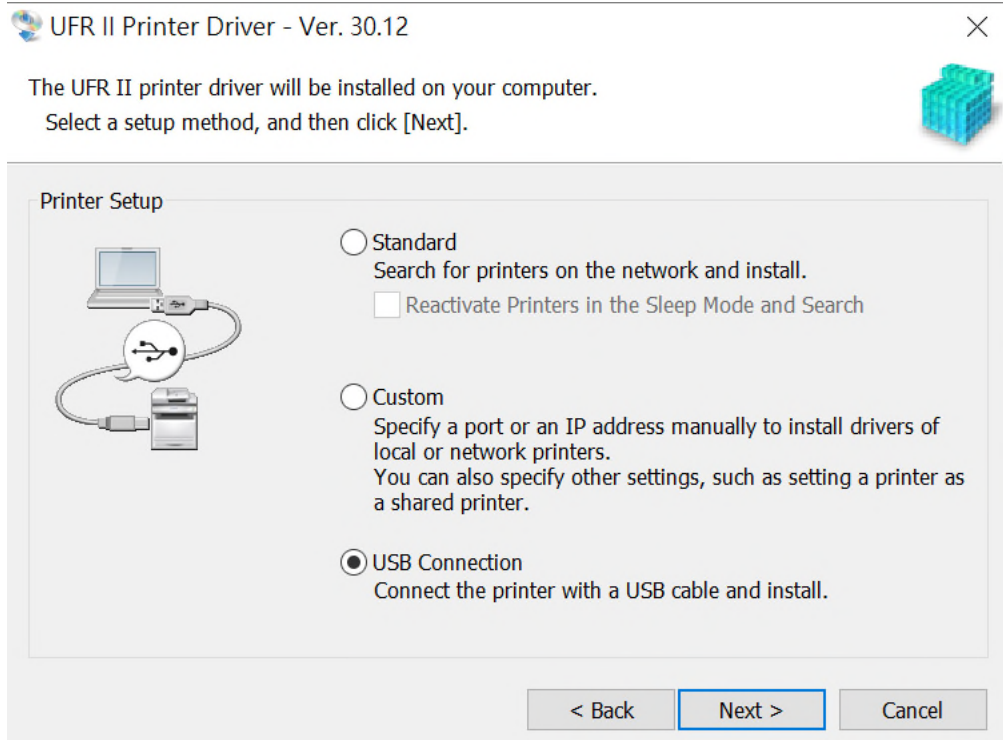 UFR II Printer Driver - Ver. 30.12
The UFR II printer driver will be installed on your computer.
Select a setup method, and then click [Next].
Printer Setup
Standard
Search for printers on the network and install.
Reactivate Printers in the Sleep Mode and Search
Custom
Specify a port or an IP address manually to install drivers of
local or network printers.
You can also specify other settings, such as setting a printer as
a shared printer.
USB Connection
Connect the printer with a USB cable and install.
< Back
Next >
Cancel